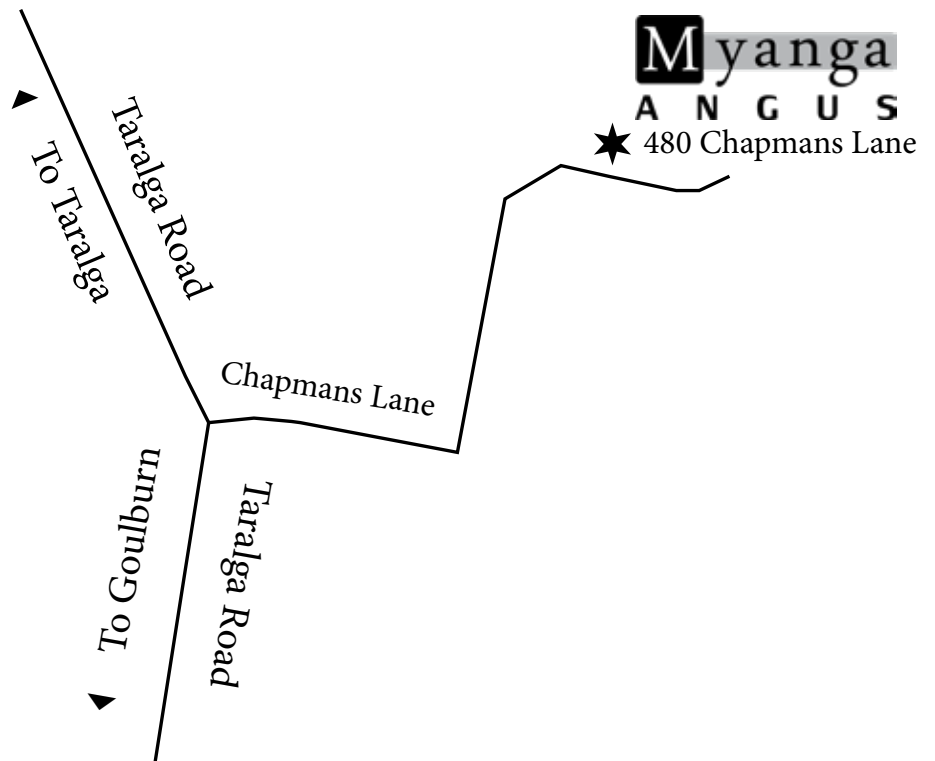 Myanga
ANGUS
480 Chapmans Lane
Taralga Road
To Taralga
Chapmans Lane
To Goulburn
Taralga Road